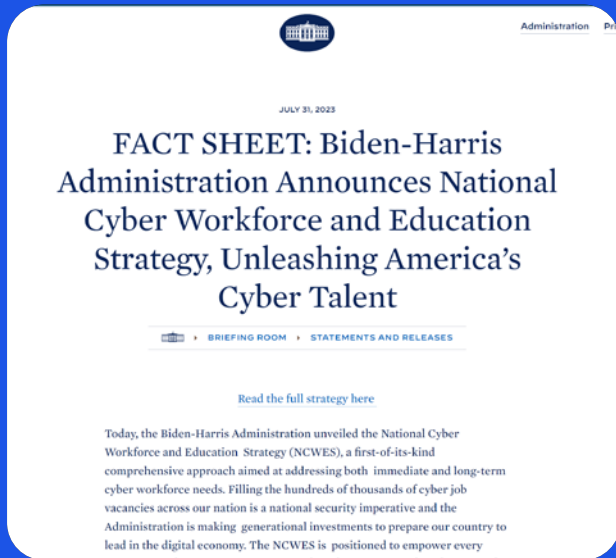 Administration Pri
JULY 31, 2023
FACT SHEET: Biden-Harris
Administration Announces National
Cyber Workforce and Education
Strategy, Unleashing America’s
Cyber Talent
BRIEFING ROOM › STATEMENTS AND RELEASES
Read the full strategy here
Today, the Biden-Harris Administration unveiled the National Cyber
Workforce and Education Strategy (NCWES), a first-of-its-kind
comprehensive approach aimed at addressing both immediate and long-term
cyber workforce needs. Filling the hundreds of thousands of cyber job
vacancies across our nation is a national security imperative and the
Administration is making generational investments to prepare our country to
lead in the digital economy. The NCWES is positioned to empower every